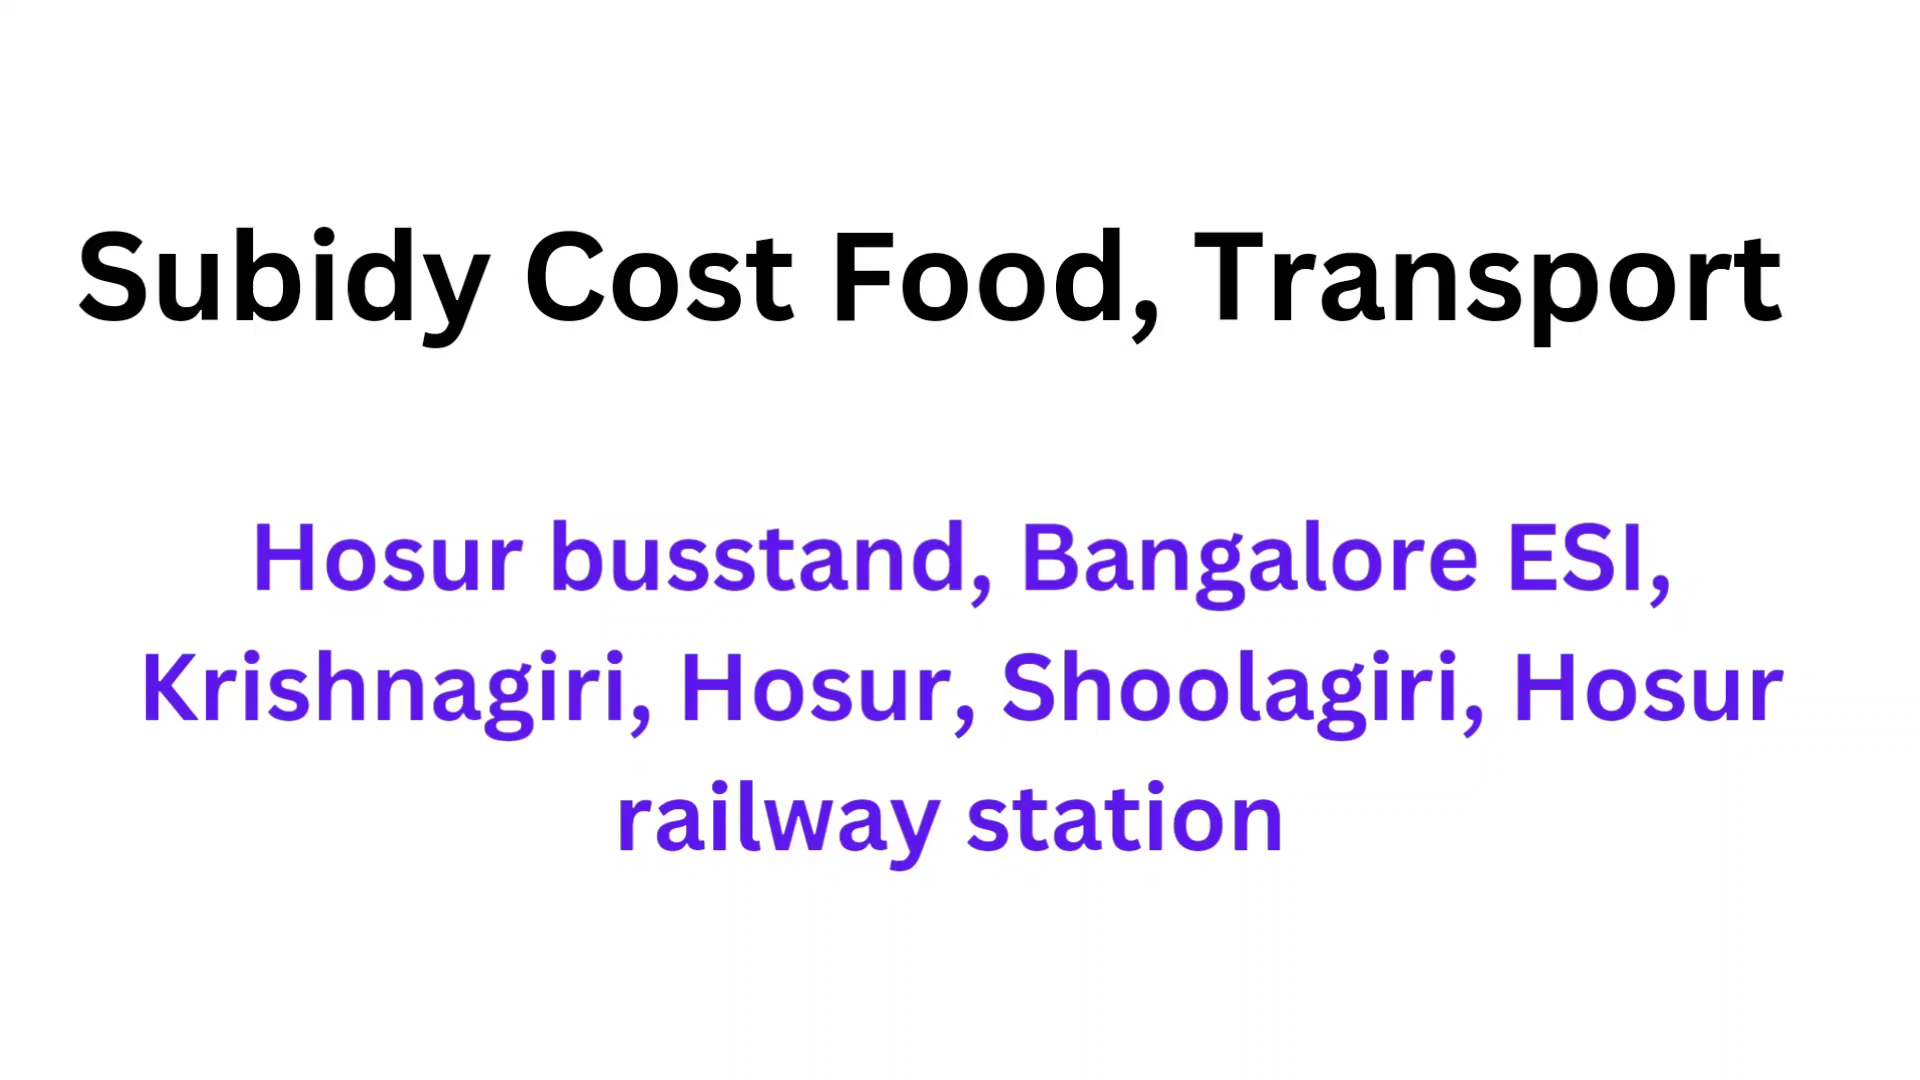 Subidy Cost Food, Transport
Hosur busstand, Bangalore ESI,
Krishnagiri, Hosur, Shoolagiri, Hosur
railway station